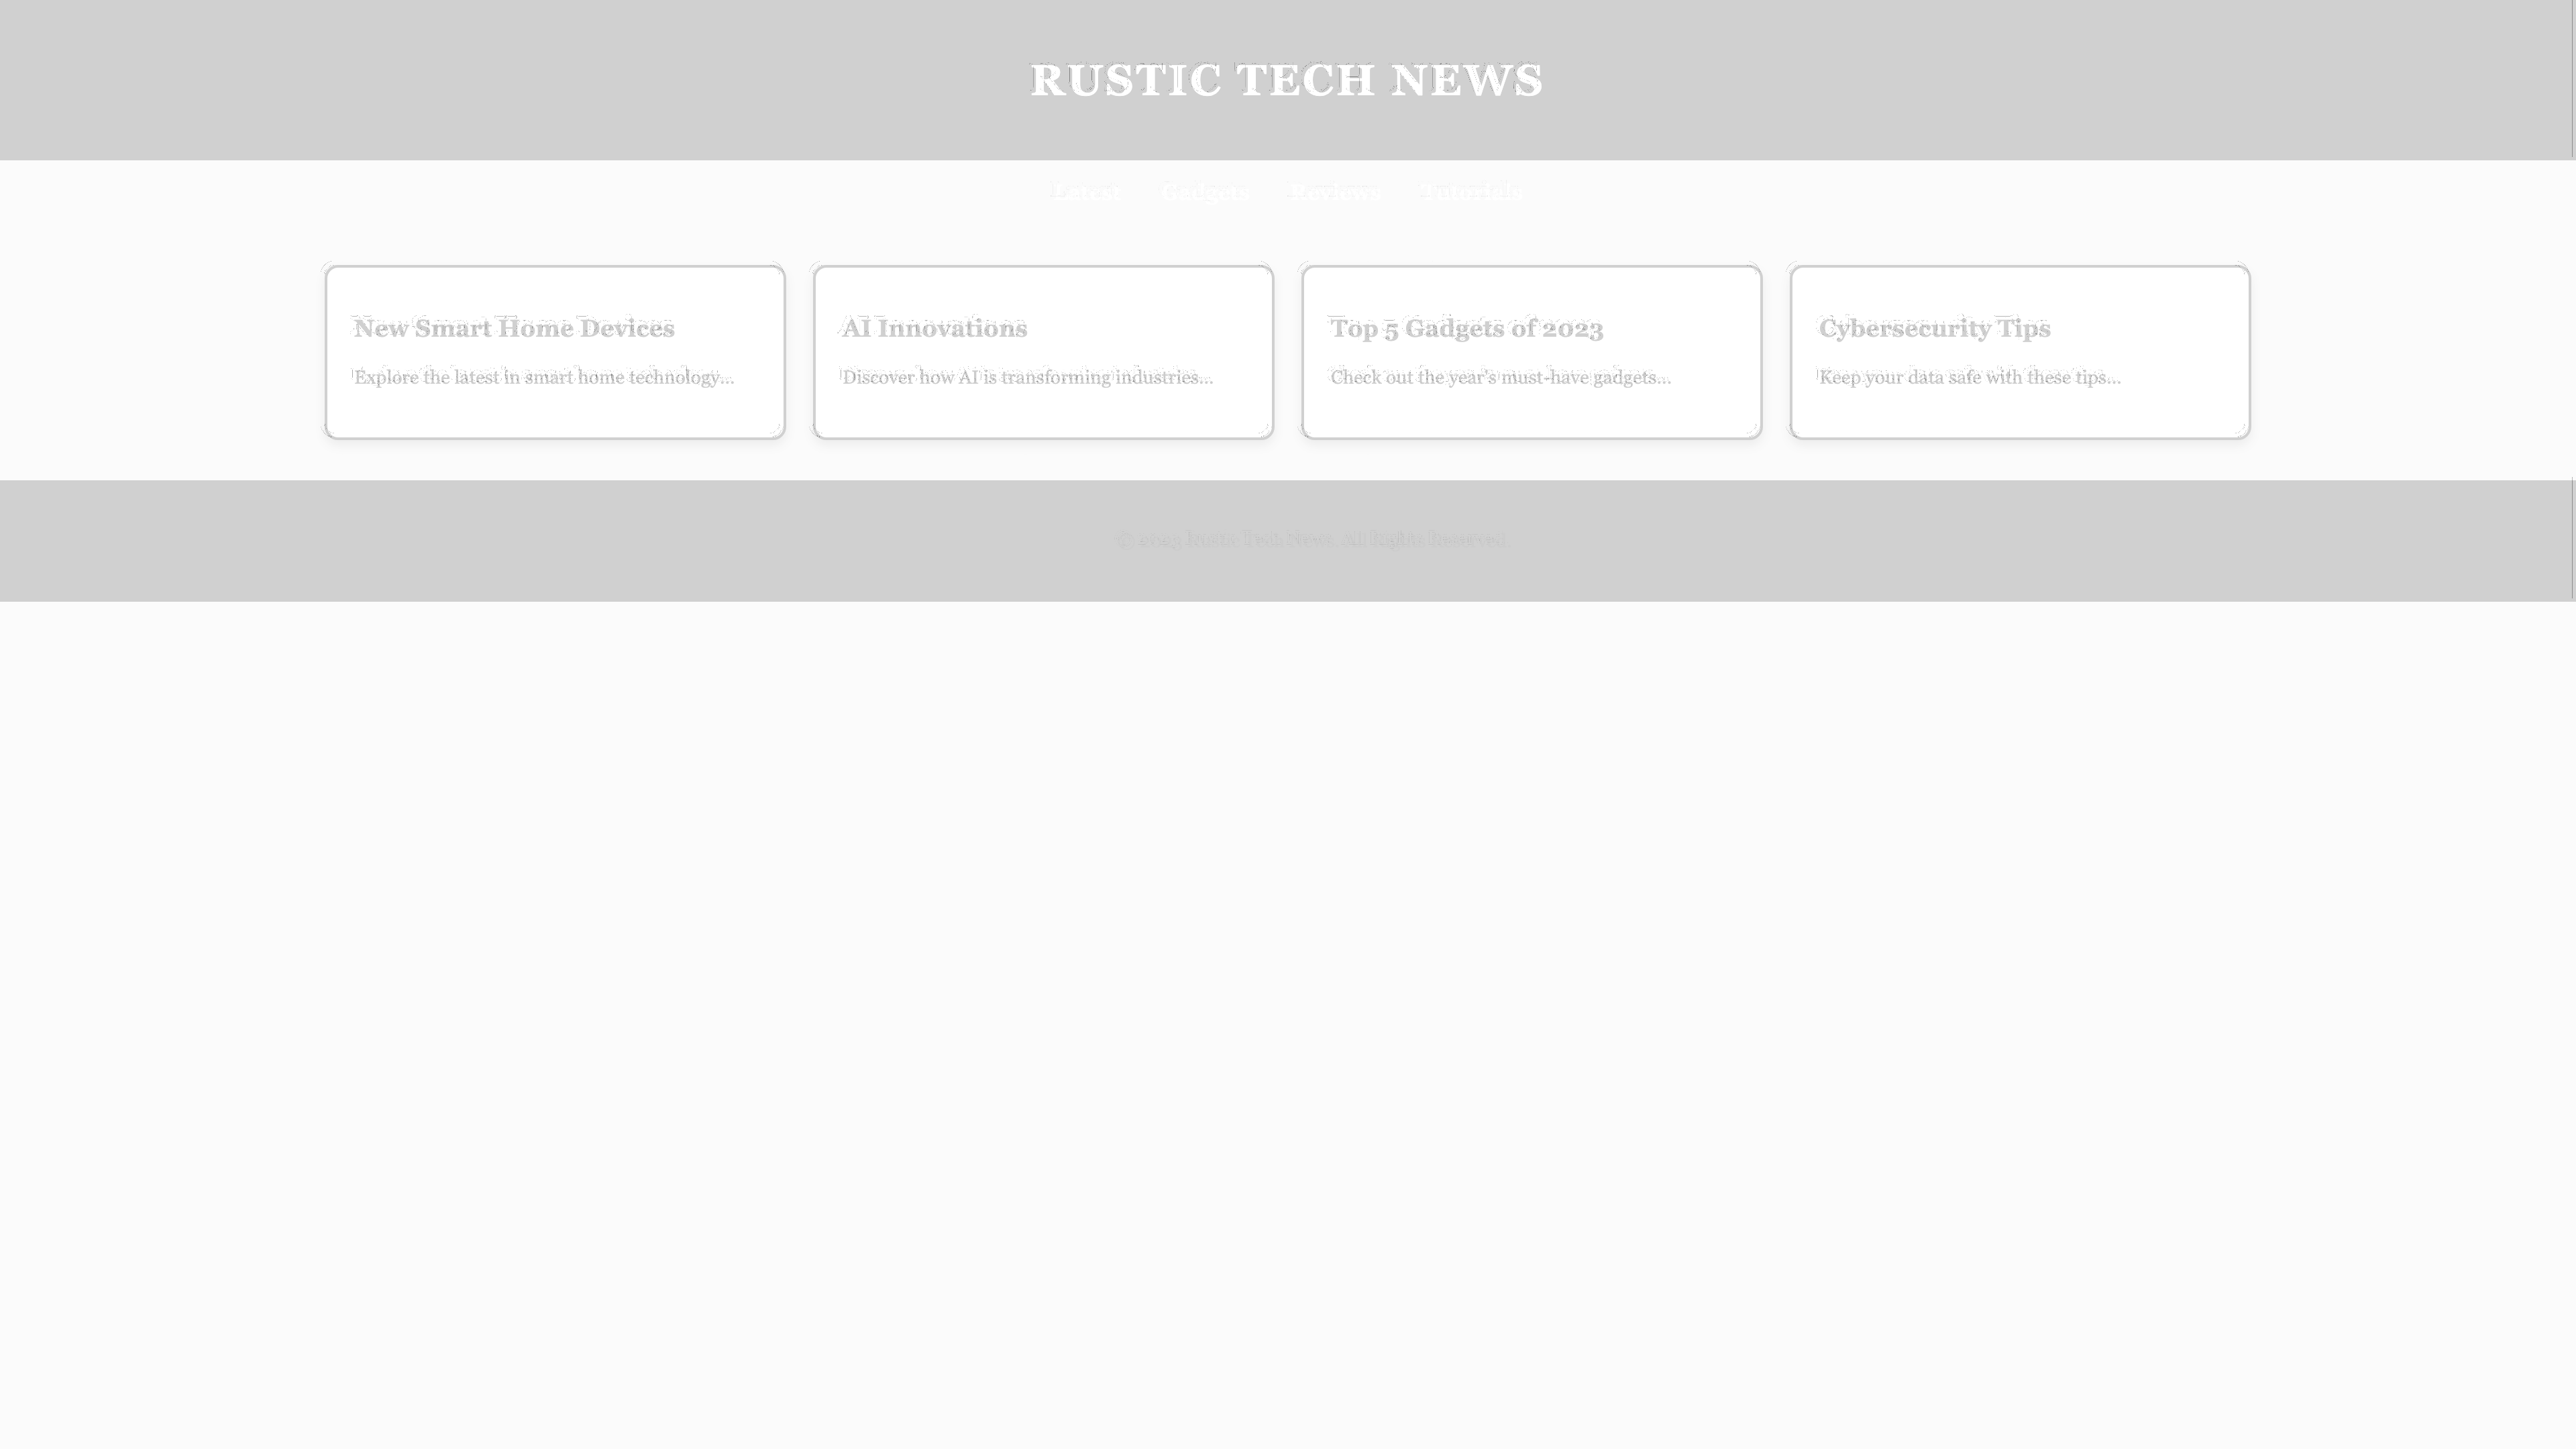 RUSTIC TECH NEWS
Latest Gadgets Reviews Tutorials
New Smart Home Devices
Explore the latest in smart home technology...
AI Innovations
Discover how AI is transforming industries...
Top 5 Gadgets of 2023
Check out the year's must-have gadgets...
Cybersecurity Tips
Keep your data safe with these tips...
© 2023 Rustic Tech News. All Rights Reserved.